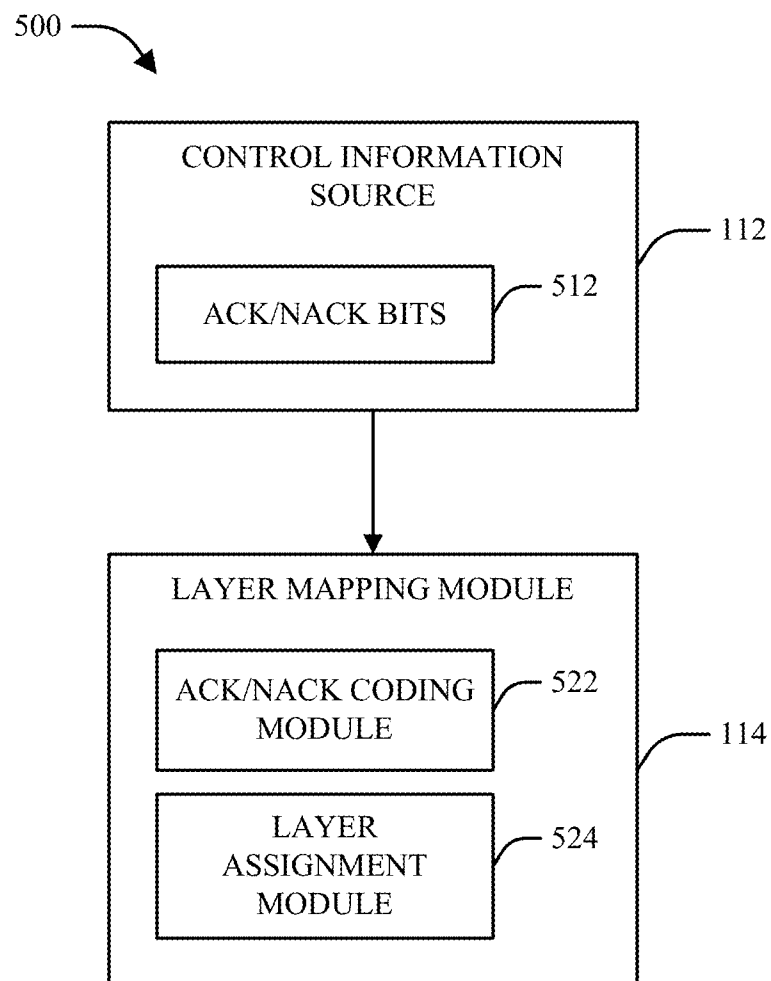 500
CONTROL INFORMATION
SOURCE
112
ACK/NACK BITS
512
LAYER MAPPING MODULE
ACK/NACK CODING
MODULE
522
114
LAYER
ASSIGNMENT
MODULE
524